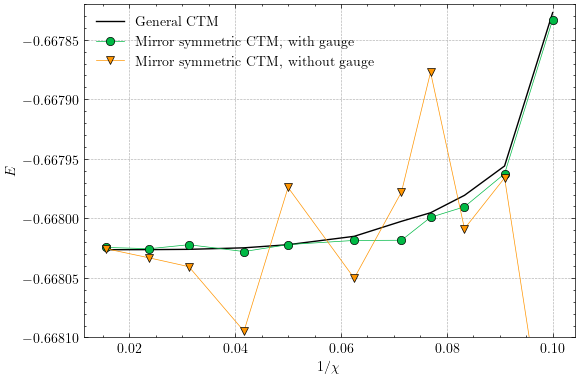 General CTM
Mirror symmetric CTM, with gauge
Mirror symmetric CTM, without gauge
−0.66785
−0.66790
−0.66795
−0.66800
−0.66805
−0.66810
E
0.02 0.04 0.06 0.08 0.10
1/χ